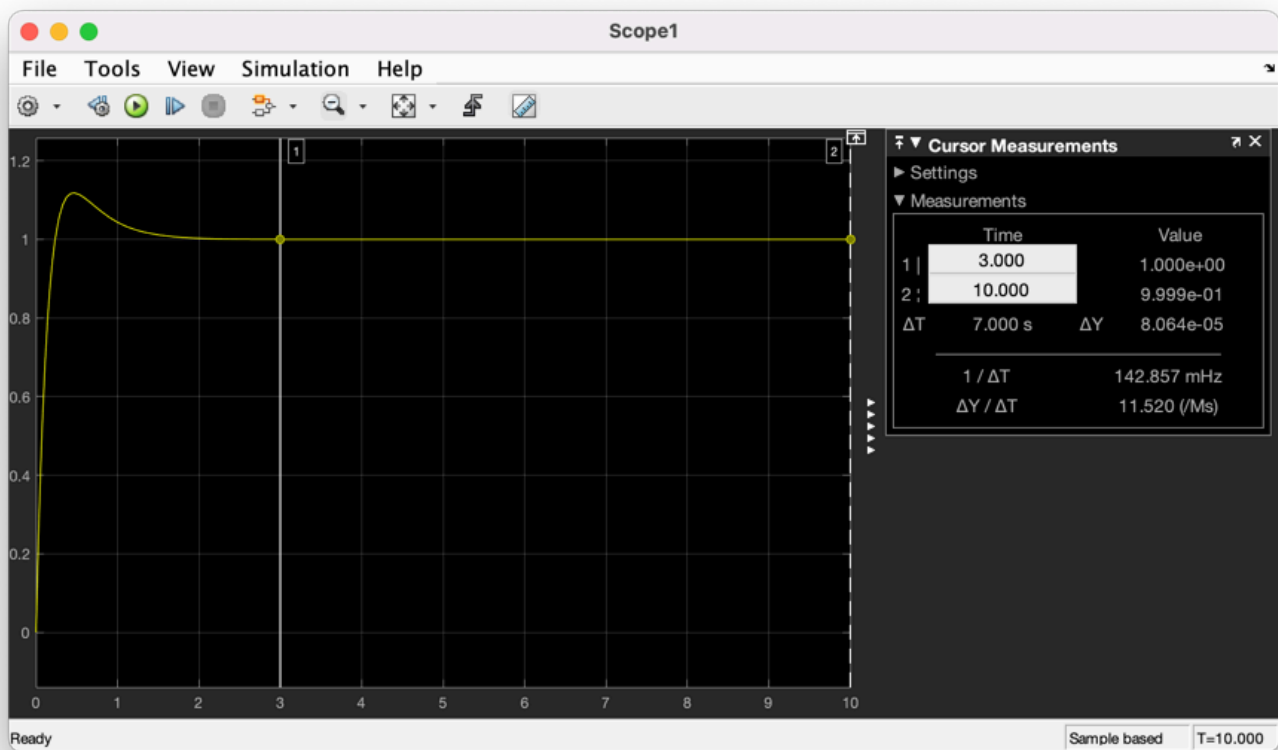 Scope1
File Tools View Simulation Help
1.2
1
0.8
0.6
0.4
0.2
0
0 1 2 3 4 5 6 7 8 9 10
1
2
Cursor Measurements
Settings
Measurements
Time Value
1 | 3.000 1.000e+00
2 ¦ 10.000 9.999e-01
ΔT 7.000 s ΔY 8.064e-05
1 / ΔT 142.857 mHz
ΔY / ΔT 11.520 (/Ms)
Ready Sample based T=10.000